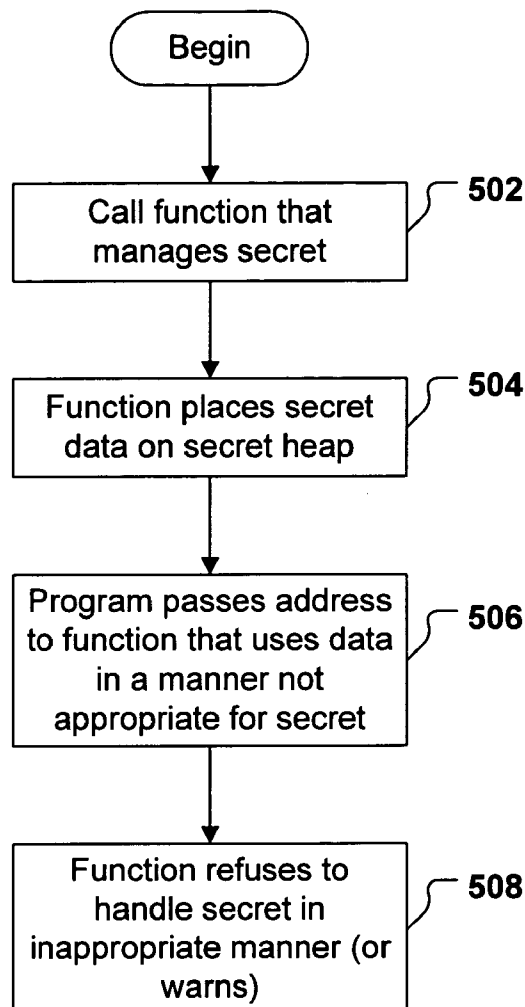 Begin
502
Call function that
manages secret
504
Function places secret
data on secret heap
506
Program passes address
to function that uses data
in a manner not
appropriate for secret
508
Function refuses to
handle secret in
inappropriate manner (or
warns)